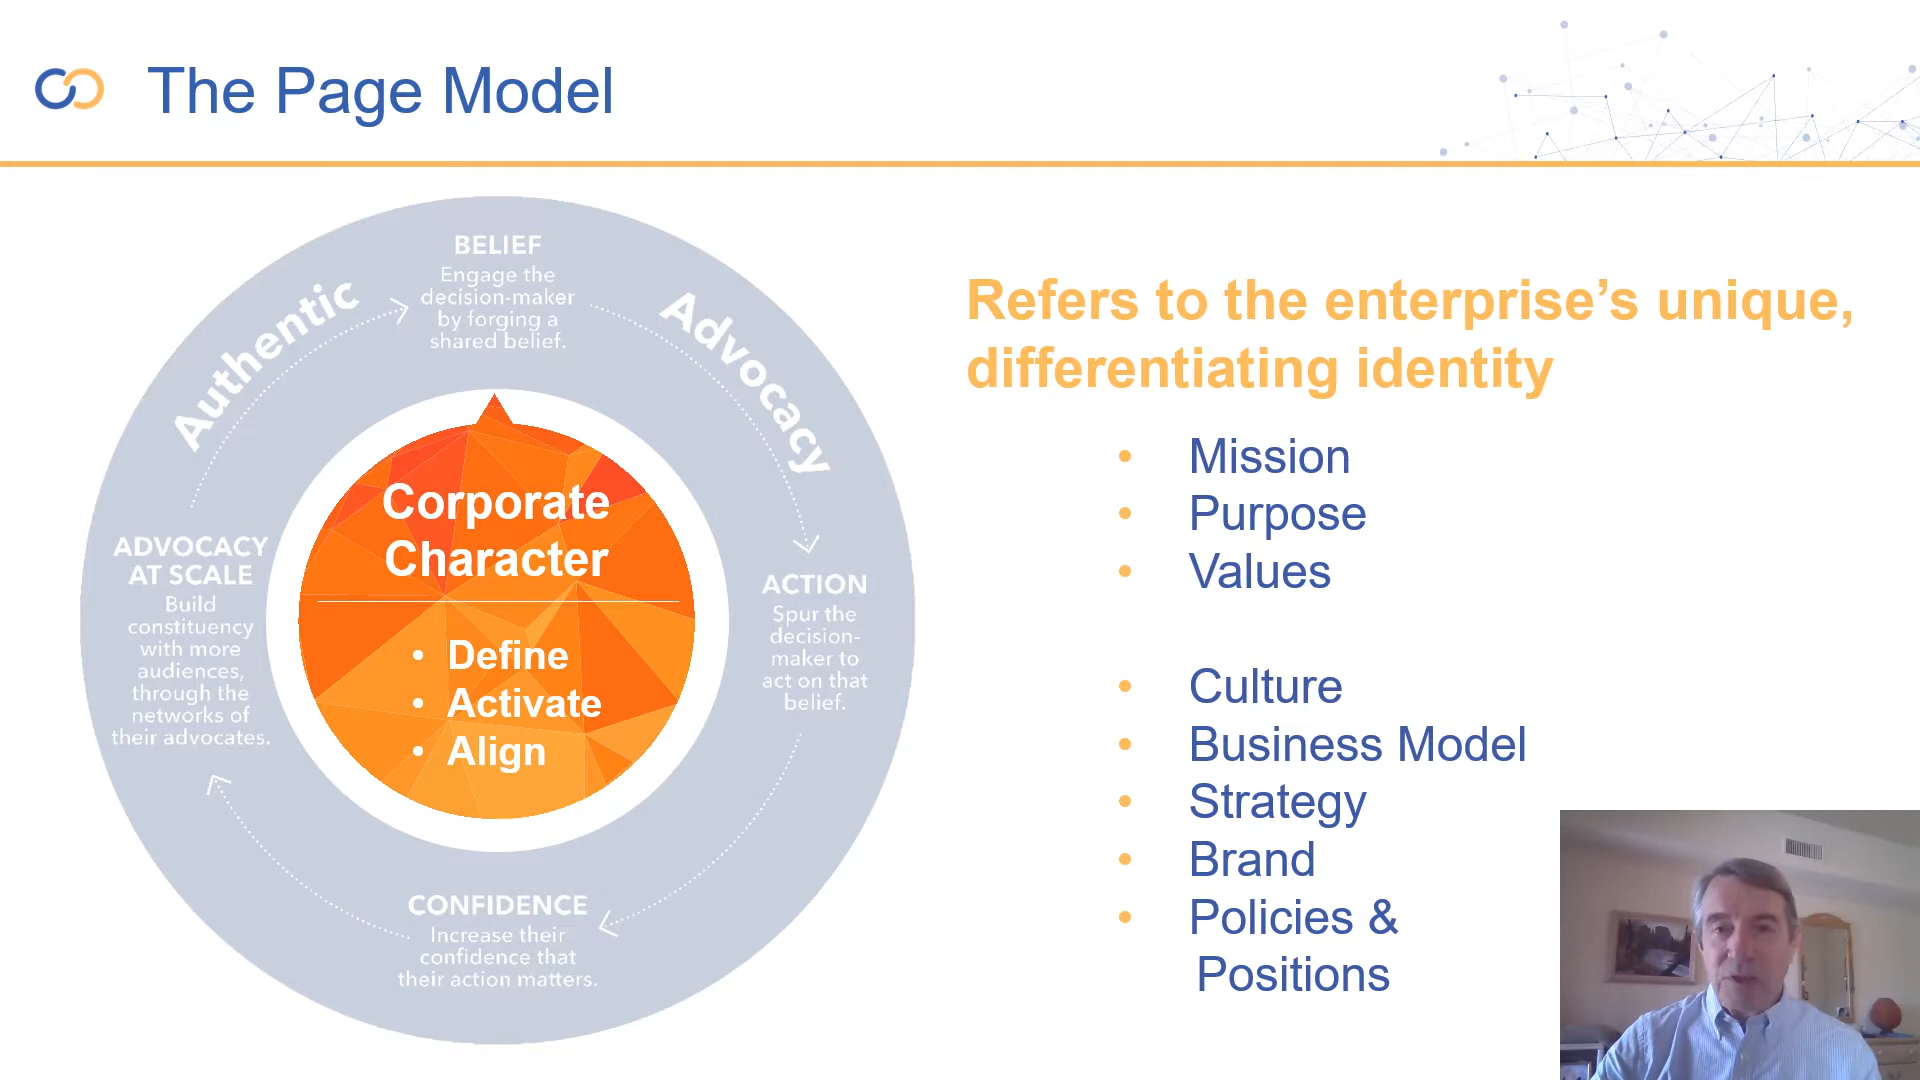 The Page Model
Authentic
Advocacy
BELIEF
Engage the
decision-maker
by forging a
shared belief.
ACTION
Spur the
decision-
maker to
act on that
belief.
CONFIDENCE
Increase their
confidence that
their action matters.
ADVOCACY
AT SCALE
Build
constituency
with more
audiences,
through the
networks of
their advocates.
Corporate
Character
• Define
• Activate
• Align
Refers to the enterprise’s unique,
differentiating identity
• Mission
• Purpose
• Values
• Culture
• Business Model
• Strategy
• Brand
• Policies &
Positions